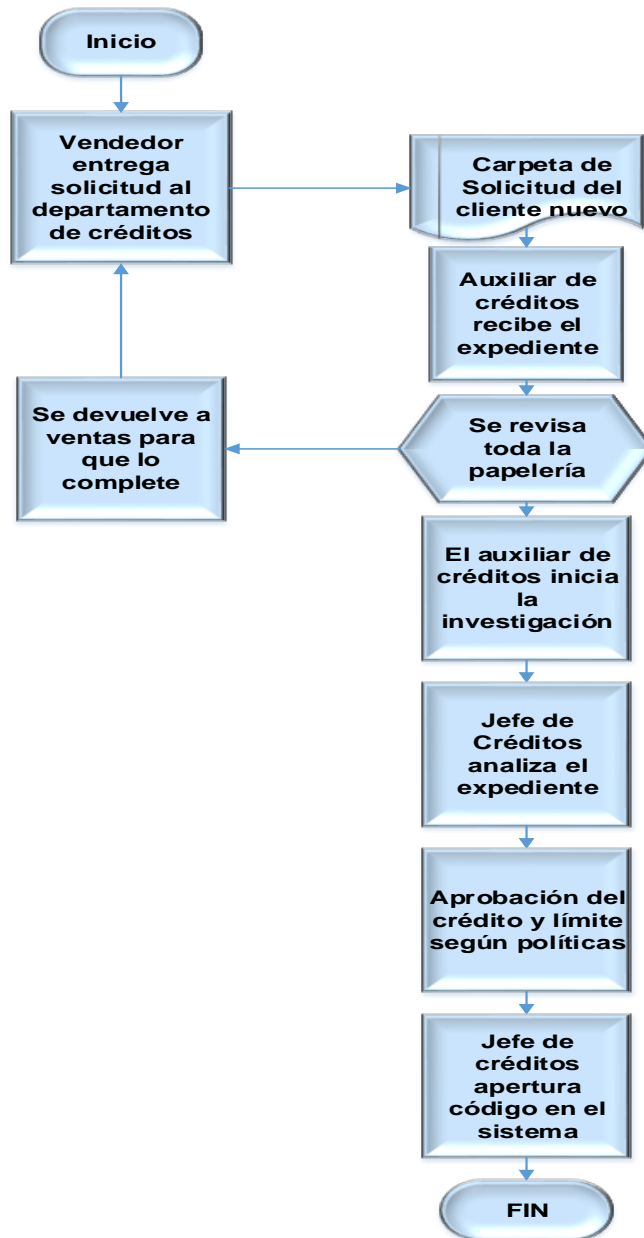 Inicio
Vendedor
entrega
solicitud al
departamento
de créditos
Carpeta de
Solicitud del
cliente nuevo
Auxiliar de
créditos
recibe el
expediente
Se revisa
toda la
papelería
Se devuelve a
ventas para
que lo
complete
El auxiliar de
créditos inicia
la
investigación
Jefe de
Créditos
analiza el
expediente
Aprobación del
crédito y límite
según políticas
Jefe de
créditos
apertura
código en el
sistema
FIN